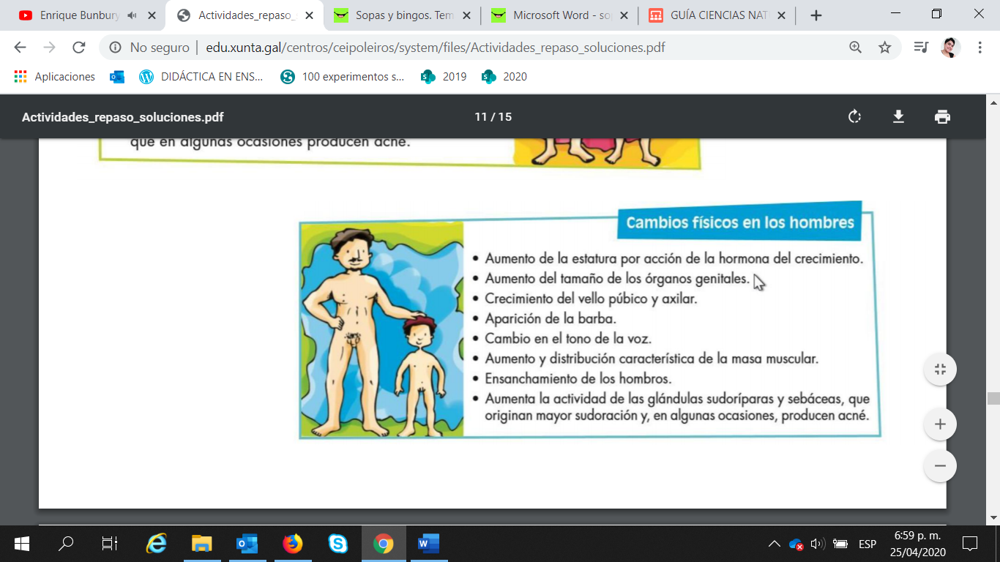 Enrique Bunbury
Actividades_repaso_
Sopas y bingos. Tem
Microsoft Word - so
GUÍA CIENCIAS NAT
No seguro | edu.xunta.gal/centros/ceipoleiros/system/files/Actividades_repaso_soluciones.pdf
Aplicaciones
DIDÁCTICA EN ENS...
100 experimentos s...
2019
2020
Actividades_repaso_soluciones.pdf
11 / 15
que en algunas ocasiones producen acné.
Cambios físicos en los hombres
• Aumento de la estatura por acción de la hormona del crecimiento.
• Aumento del tamaño de los órganos genitales.
• Crecimiento del vello púbico y axilar.
• Aparición de la barba.
• Cambio en el tono de la voz.
• Aumento y distribución característica de la masa muscular.
• Ensanchamiento de los hombros.
• Aumenta la actividad de las glándulas sudoríparas y sebáceas, que
originan mayor sudoración y, en algunas ocasiones, producen acné.
ESP
6:59 p. m.
25/04/2020